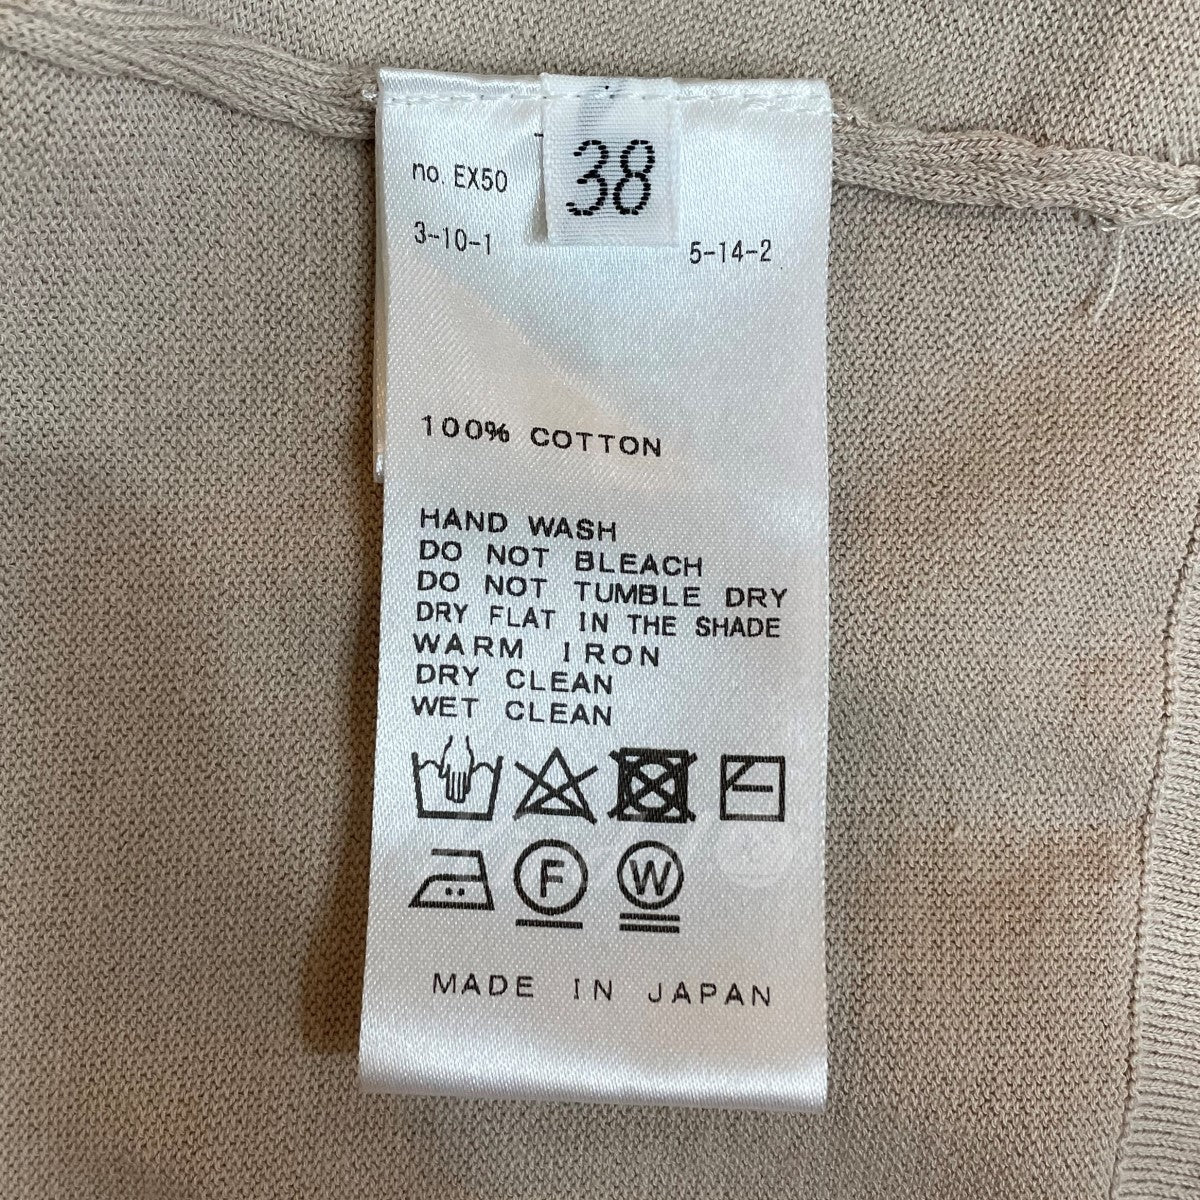 38
no. EX50
3-10-1
5-14-2
100% COTTON
HAND WASH
DO NOT BLEACH
DO NOT TUMBLE DRY
DRY FLAT IN THE SHADE
WARM IRON
DRY CLEAN
WET CLEAN
F W
MADE IN JAPAN